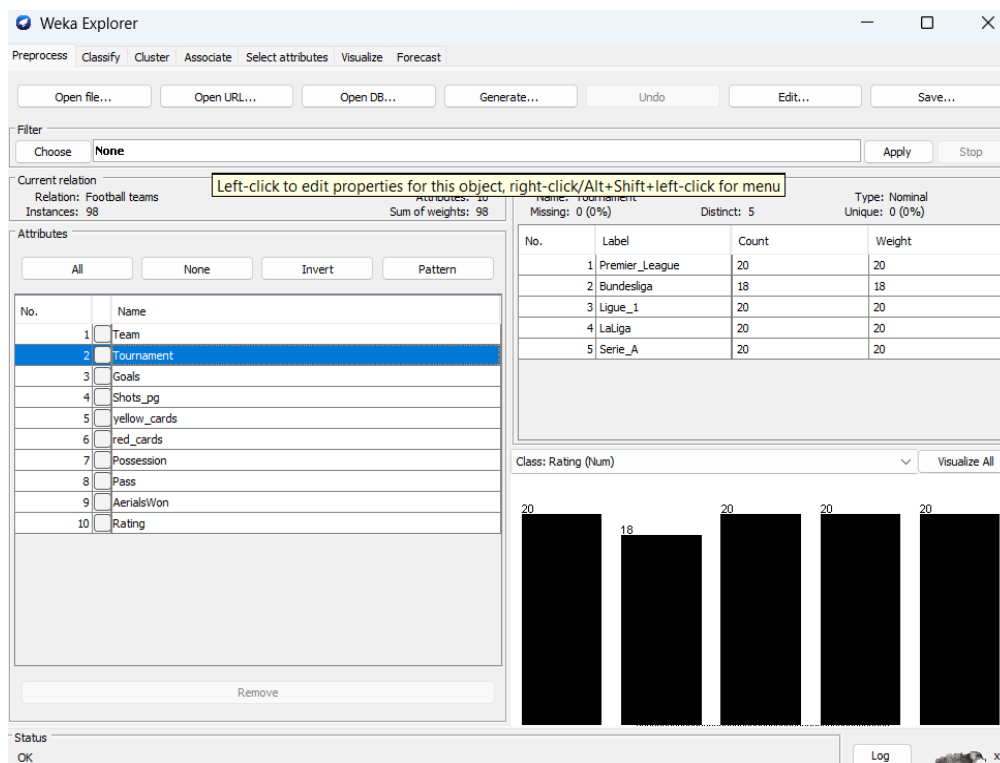 Weka Explorer
Preprocess Classify Cluster Associate Select attributes Visualize Forecast
Open file... Open URL... Open DB... Generate... Undo Edit... Save...
Filter
Choose None Apply Stop
Current relation
Left-click to edit properties for this object, right-click/Alt+Shift+left-click for menu
Relation: Football teams Attributes: 10
Instances: 98 Sum of weights: 98
Name: Tournament Type: Nominal
Missing: 0 (0%) Distinct: 5 Unique: 0 (0%)
Attributes
All None Invert Pattern
No. Name
1 Team
2 Tournament
3 Goals
4 Shots_pg
5 yellow_cards
6 red_cards
7 Possession
8 Pass
9 AerialsWon
10 Rating
Remove
No. Label Count Weight
1 Premier_League 20 20
2 Bundesliga 18 18
3 Ligue_1 20 20
4 LaLiga 20 20
5 Serie_A 20 20
Class: Rating (Num) Visualize All
20 18 20 20 20
Status
OK Log x